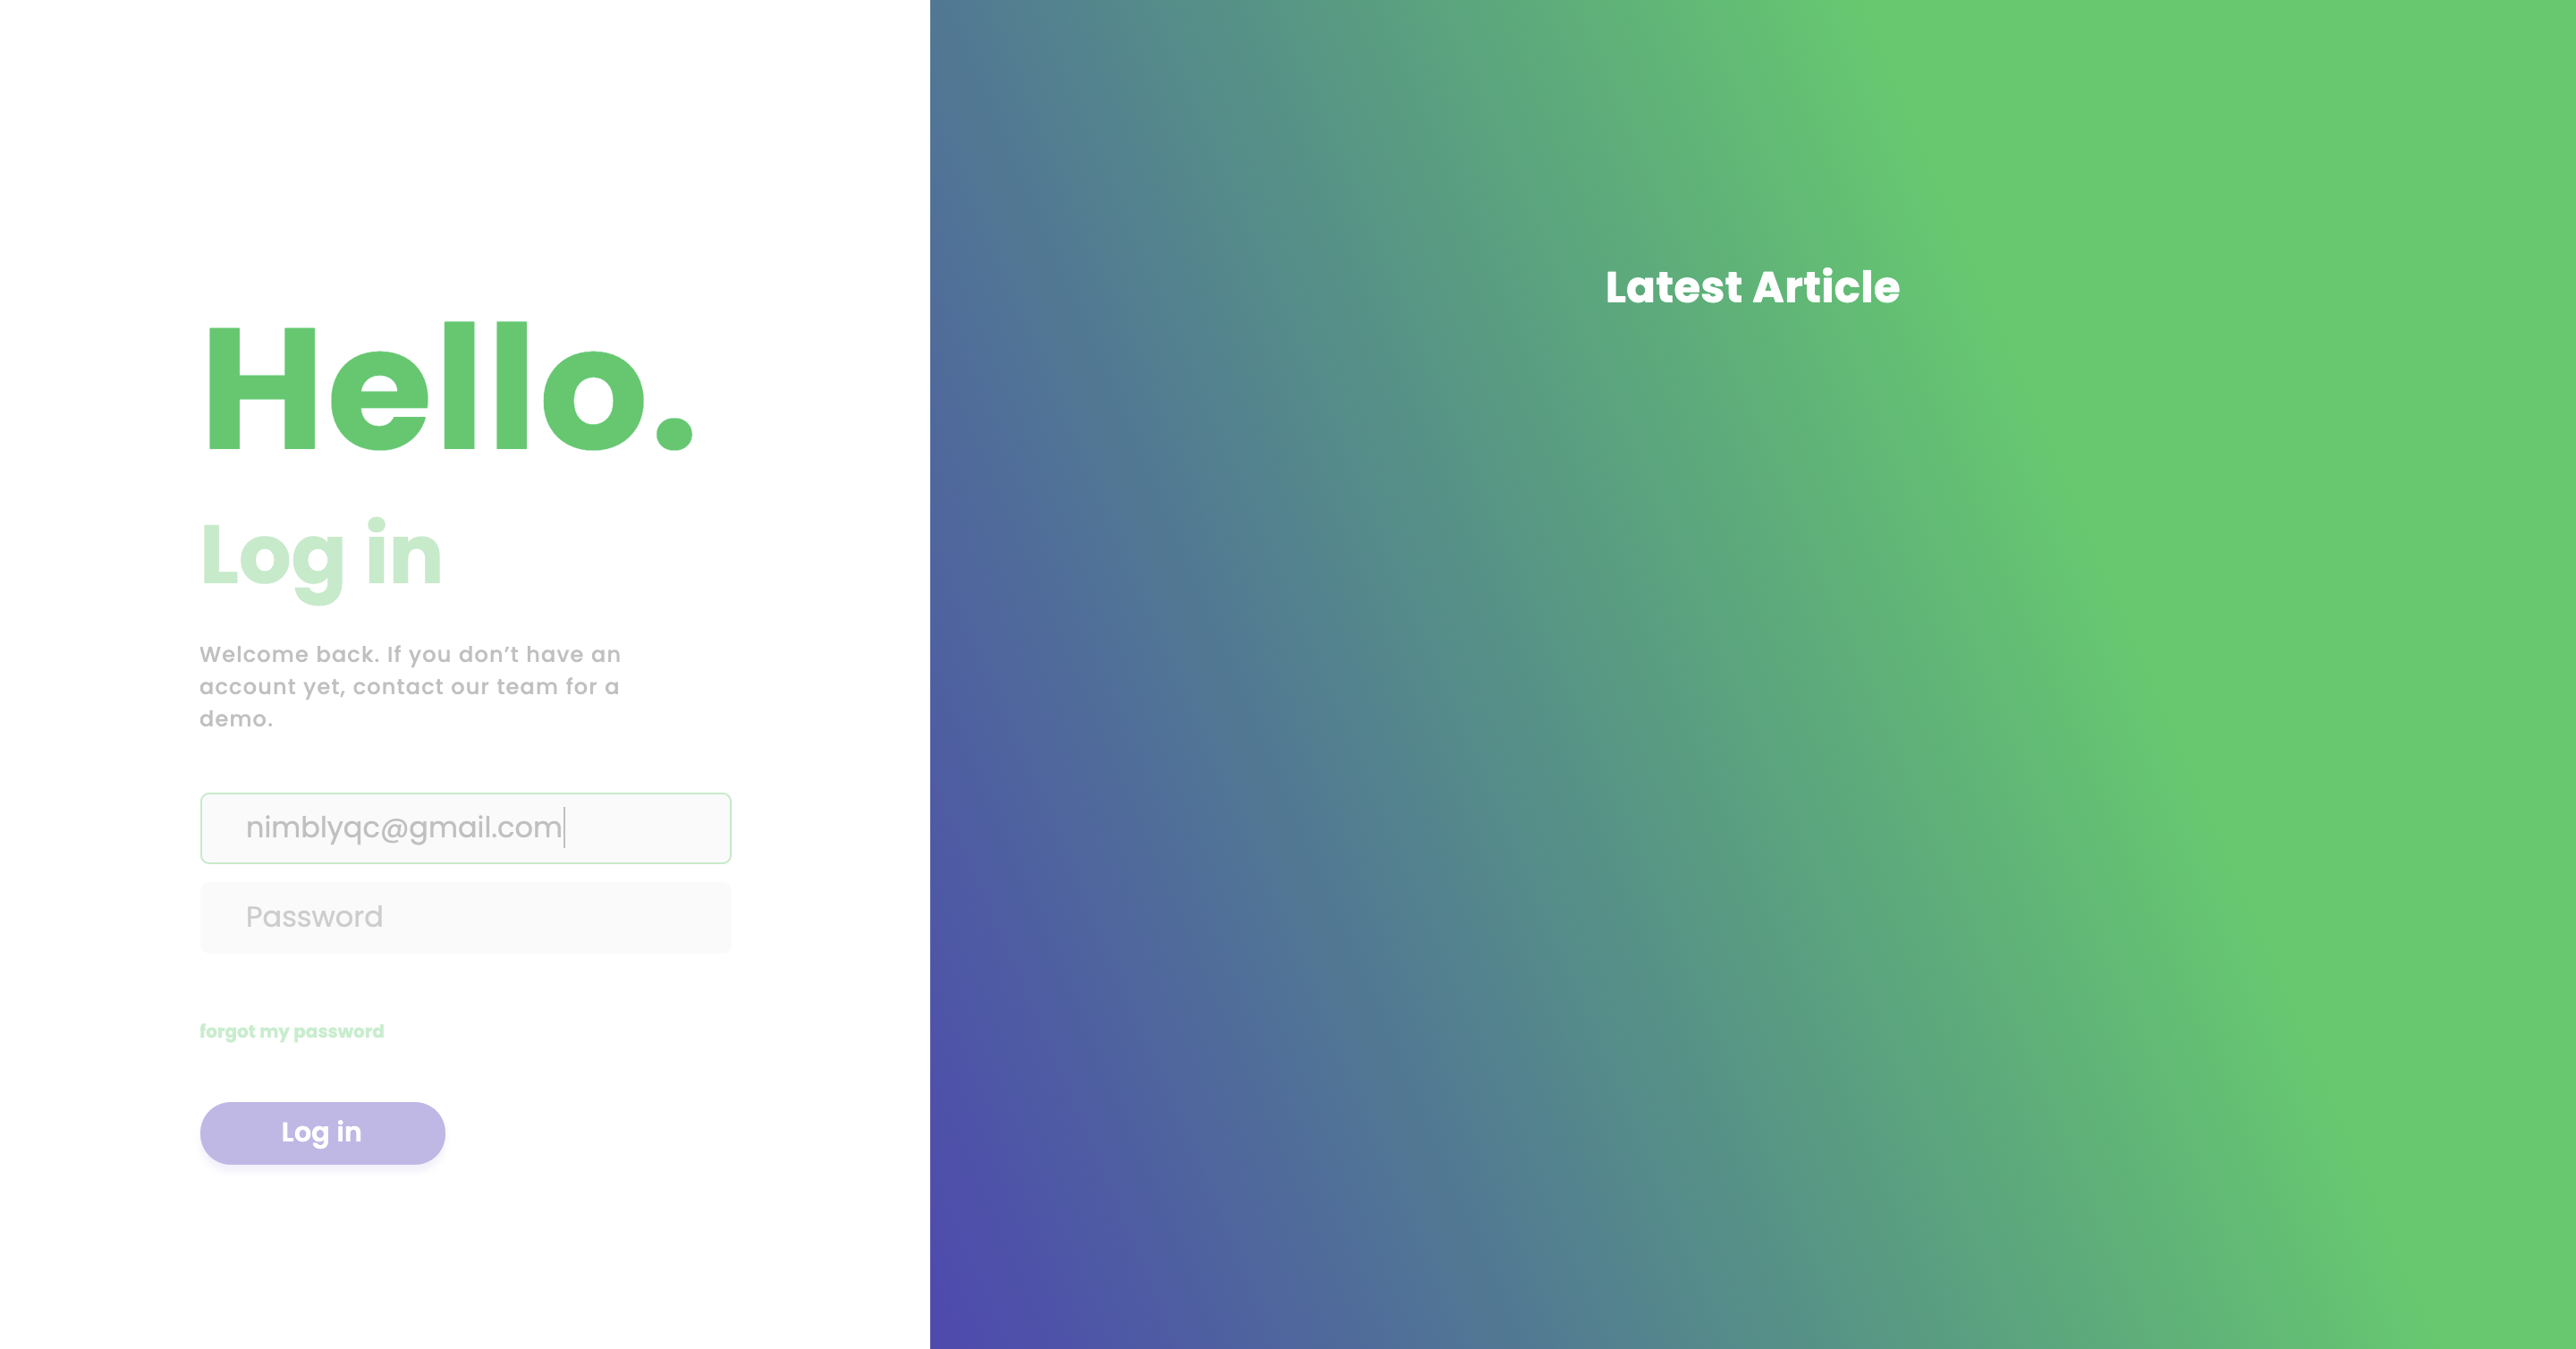 Hello.
Log in
Welcome back. If you don’t have an
account yet, contact our team for a
demo.
nimblyqc@gmail.com
Password
forgot my password
Log in
Latest Article